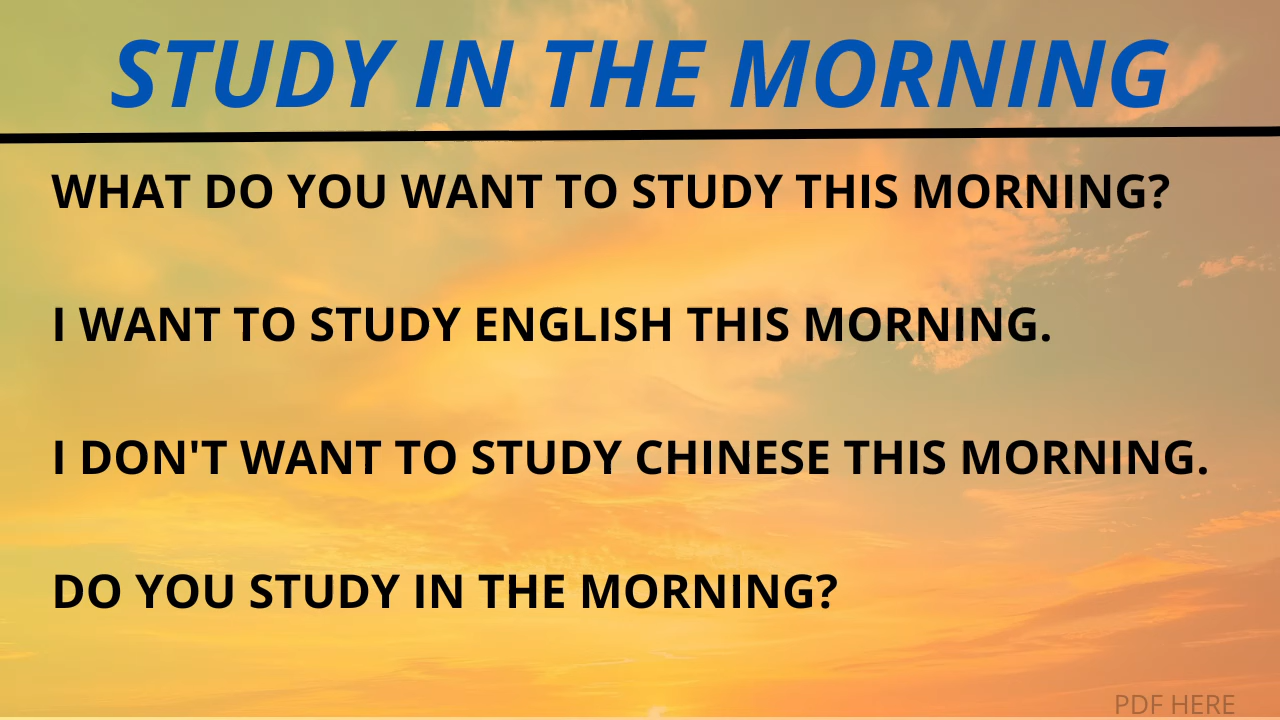 STUDY IN THE MORNING
WHAT DO YOU WANT TO STUDY THIS MORNING?
I WANT TO STUDY ENGLISH THIS MORNING.
I DON'T WANT TO STUDY CHINESE THIS MORNING.
DO YOU STUDY IN THE MORNING?
PDF HERE